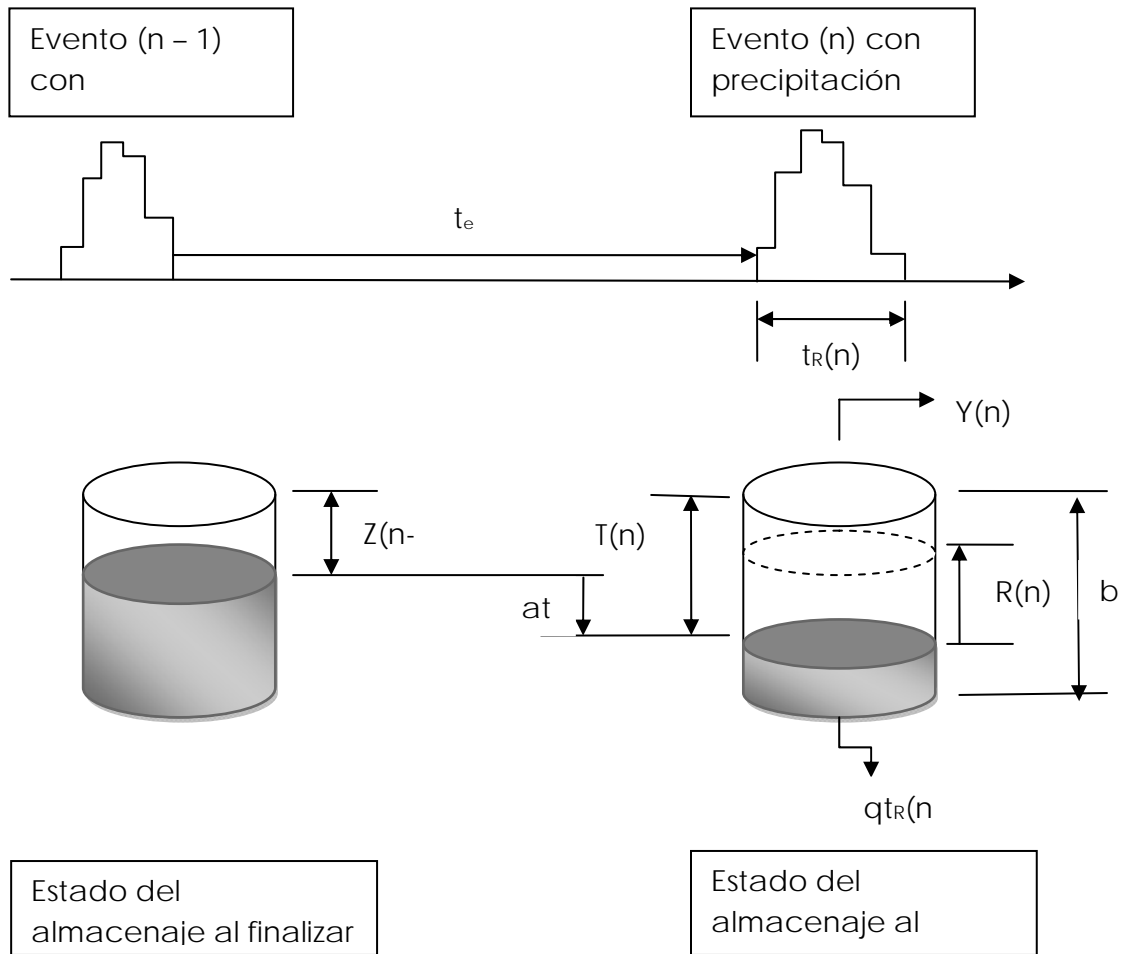 Evento (n – 1)
con
Evento (n) con
precipitación
te
tR(n)
Y(n)
Z(n-
T(n)
at
R(n)
b
qtR(n
Estado del
almacenaje al finalizar
Estado del
almacenaje al